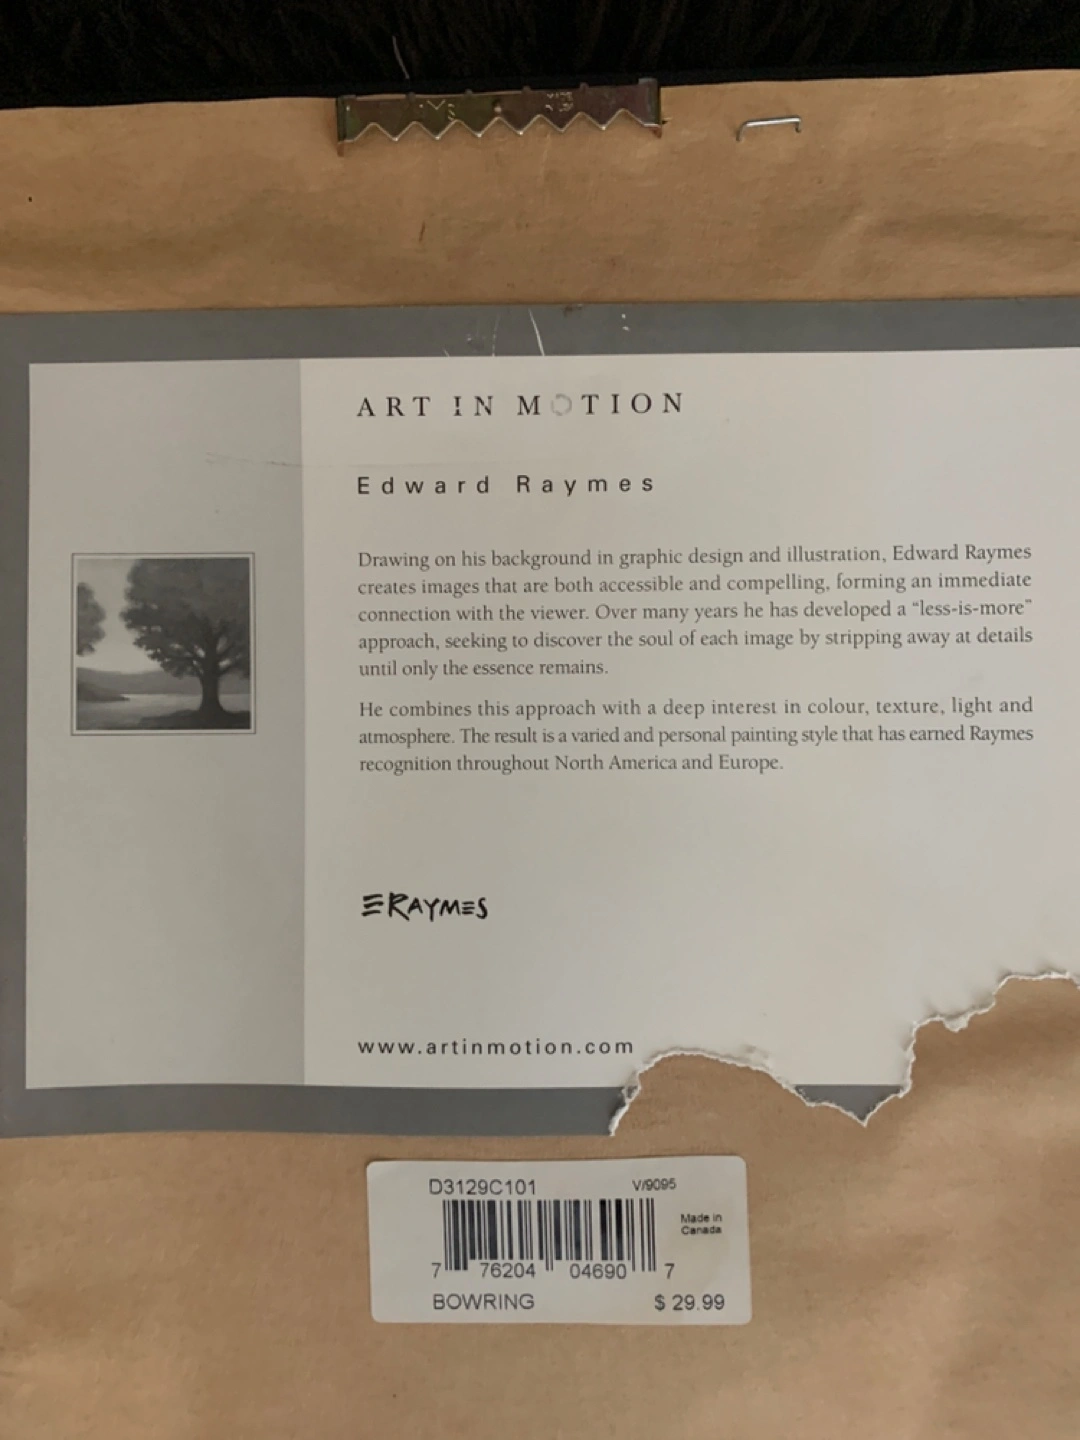 ART IN MOTION
Edward Raymes
Drawing on his background in graphic design and illustration, Edward Raymes
creates images that are both accessible and compelling, forming an immediate
connection with the viewer. Over many years he has developed a “less-is-more”
approach, seeking to discover the soul of each image by stripping away at details
until only the essence remains.
He combines this approach with a deep interest in colour, texture, light and
atmosphere. The result is a varied and personal painting style that has earned Raymes
recognition throughout North America and Europe.
ERAYMES
www.artinmotion.com
D3129C101 V/9095
Made in
Canada
7 76204 04690 7
BOWRING $ 29.99